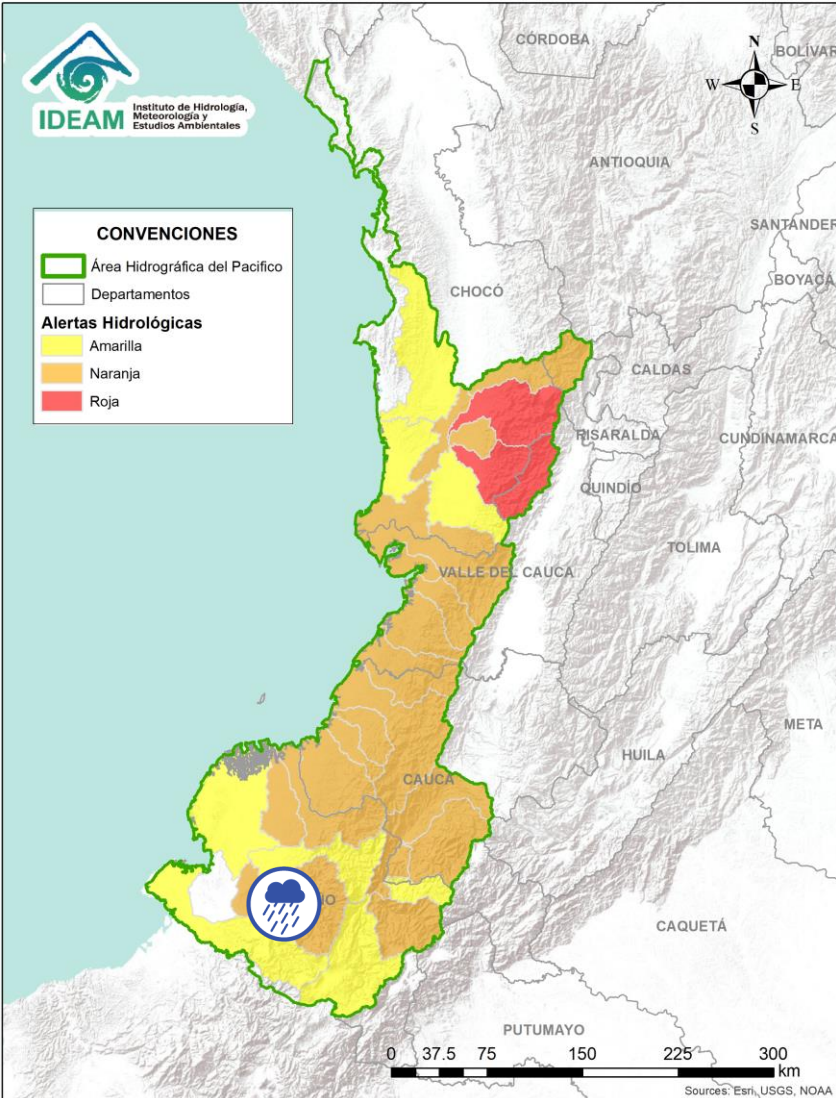 IDEAM
Instituto de Hidrología,
Meteorología y
Estudios Ambientales
CÓRDOBA
BOLÍVAR
N
W
E
S
ANTIOQUIA
SANTANDER
CONVENCIONES
Área Hidrográfica del Pacifico
Departamentos
Alertas Hidrológicas
Amarilla
Naranja
Roja
BOYACÁ
CHOCÓ
CALDAS
RISARALDA
CUNDINAMARCA
QUINDÍO
TOLIMA
VALLE DEL CAUCA
META
HUILA
CAUCA
CAQUETÁ
PUTUMAYO
0 37.5 75 150 225 300
km
Sources: Esri, USGS, NOAA